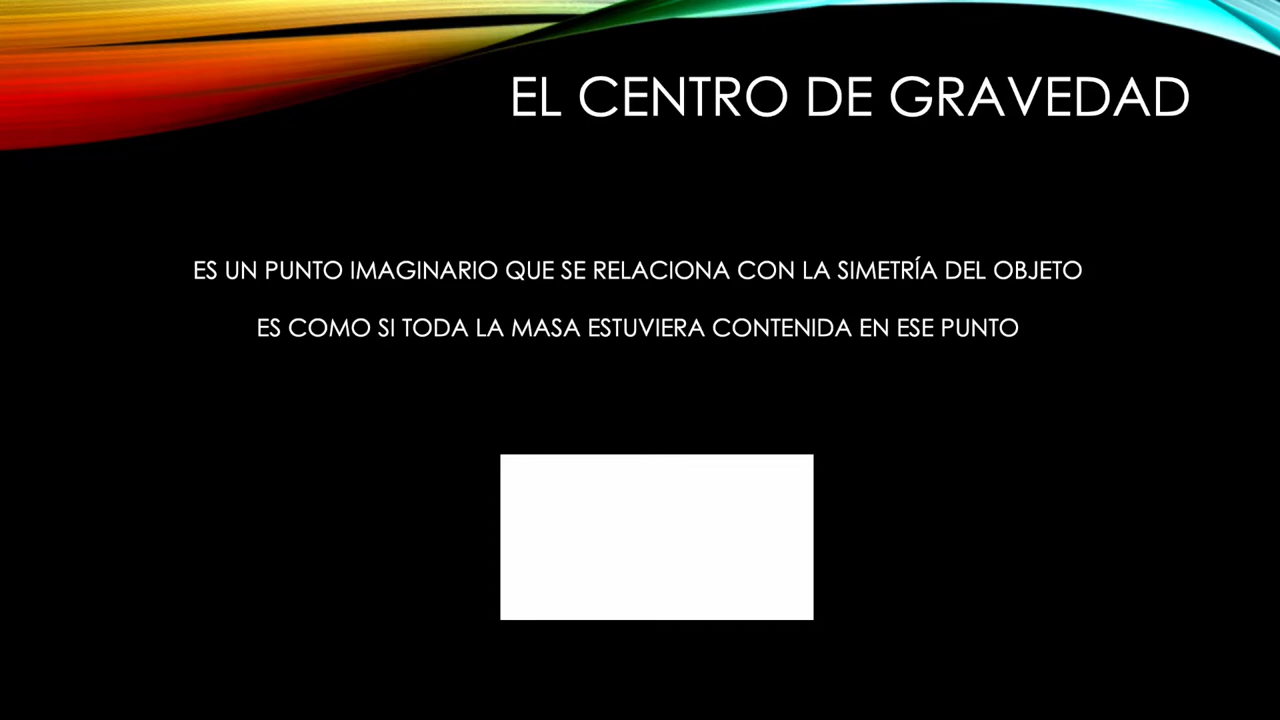 EL CENTRO DE GRAVEDAD
ES UN PUNTO IMAGINARIO QUE SE RELACIONA CON LA SIMETRÍA DEL OBJETO
ES COMO SI TODA LA MASA ESTUVIERA CONTENIDA EN ESE PUNTO